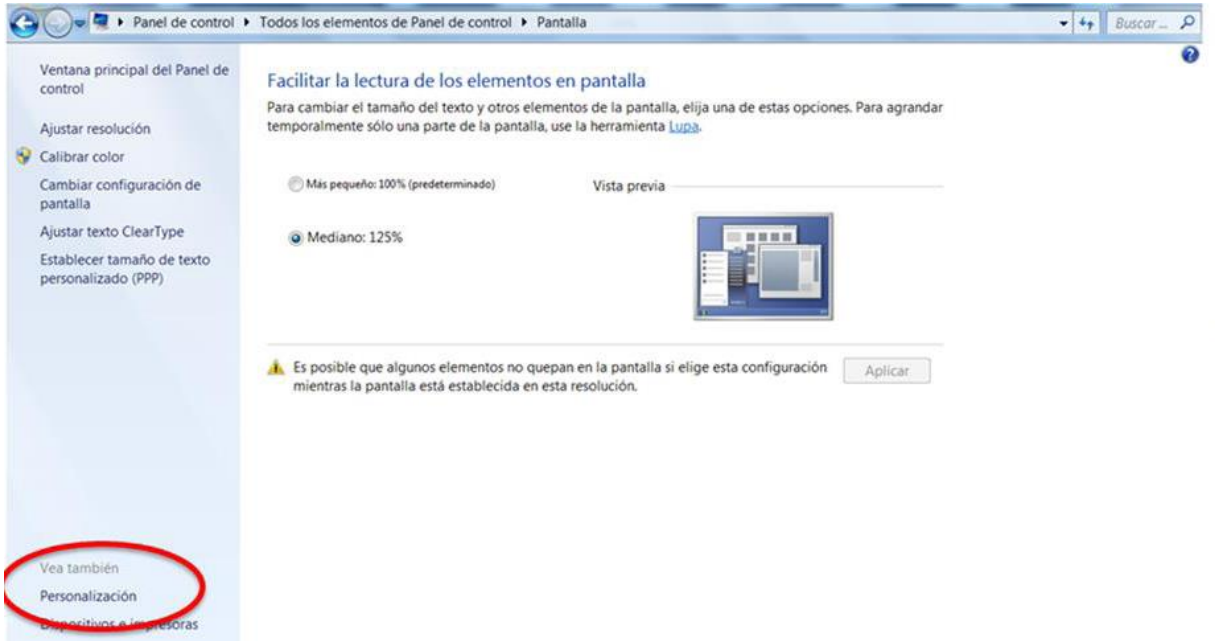 Panel de control ▸ Todos los elementos de Panel de control ▸ Pantalla
Buscar...
Ventana principal del Panel de
control
Ajustar resolución
Calibrar color
Cambiar configuración de
pantalla
Ajustar texto ClearType
Establecer tamaño de texto
personalizado (PPP)
Facilitar la lectura de los elementos en pantalla
Para cambiar el tamaño del texto y otros elementos de la pantalla, elija una de estas opciones. Para agrandar
temporalmente sólo una parte de la pantalla, use la herramienta Lupa.
Más pequeño: 100% (predeterminado)
Vista previa
Mediano: 125%
Es posible que algunos elementos no quepan en la pantalla si elige esta configuración
mientras la pantalla está establecida en esta resolución.
Aplicar
Vea también
Personalización
Dispositivos e impresoras